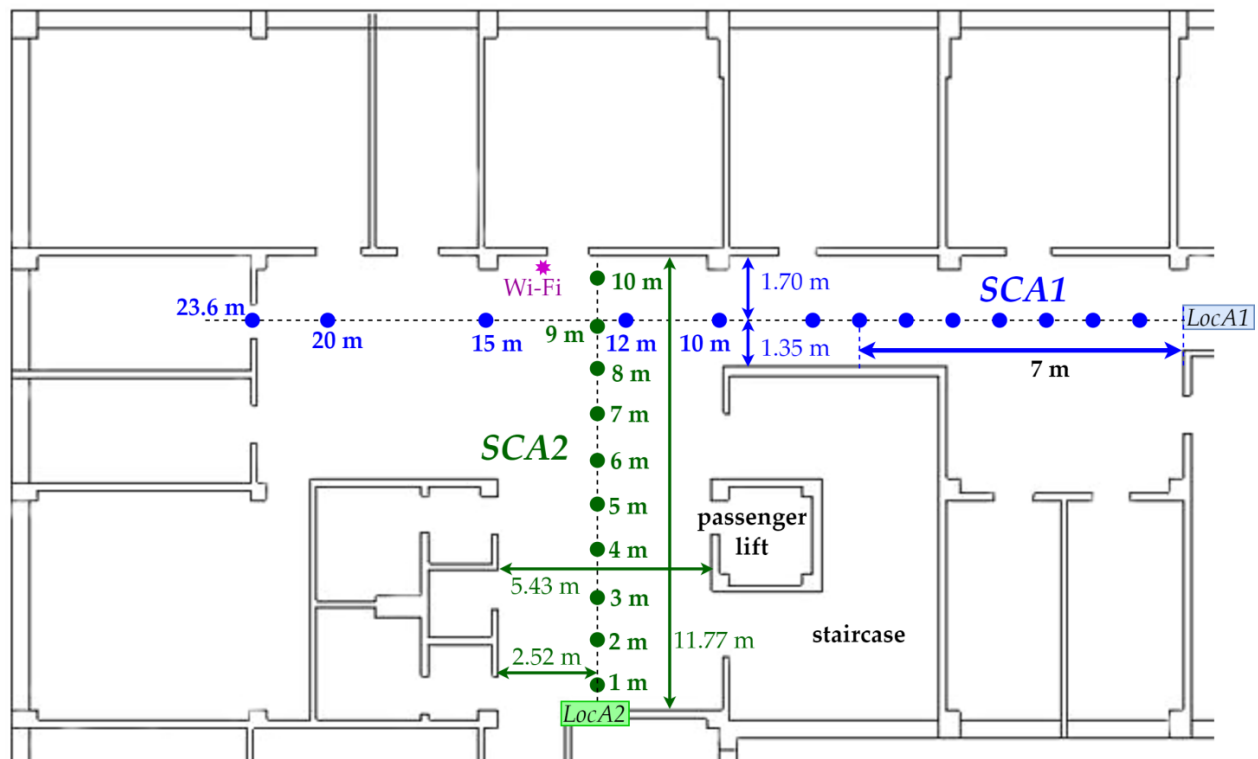 10 m
1.70 m
SCA1
Wi-Fi
23.6 m
LocA1
20 m
15 m
9 m
12 m
10 m
1.35 m
7 m
8 m
7 m
SCA2
6 m
5 m
passenger
lift
4 m
5.43 m
3 m
2 m
11.77 m
staircase
2.52 m
1 m
LocA2